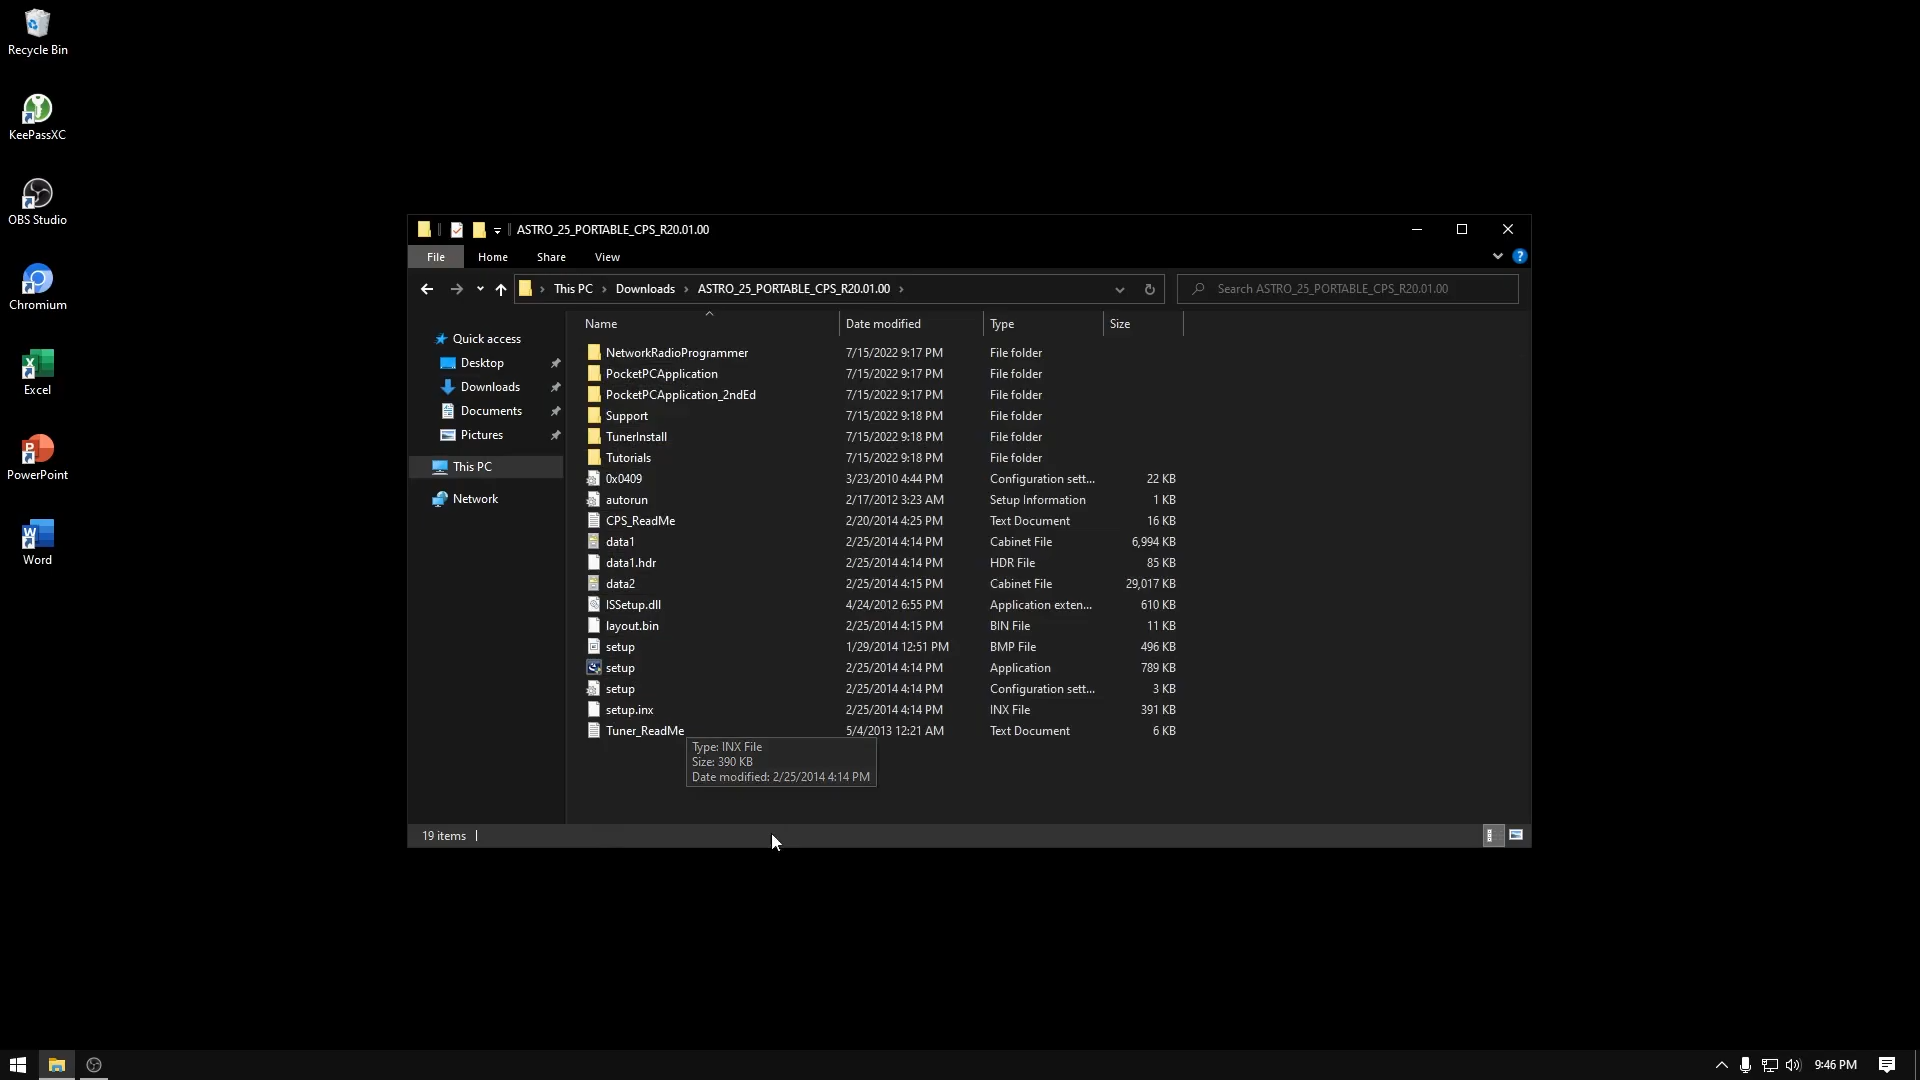 Recycle Bin
KeePassXC
OBS Studio
Chromium
Excel
PowerPoint
Word
ASTRO_25_PORTABLE_CPS_R20.01.00
File Home Share View
This PC > Downloads > ASTRO_25_PORTABLE_CPS_R20.01.00 >
Search ASTRO_25_PORTABLE_CPS_R20.01.00
Quick access
Desktop
Downloads
Documents
Pictures
This PC
Network
Name Date modified Type Size
NetworkRadioProgrammer 7/15/2022 9:17 PM File folder
PocketPCApplication 7/15/2022 9:17 PM File folder
PocketPCApplication_2ndEd 7/15/2022 9:17 PM File folder
Support 7/15/2022 9:18 PM File folder
TunerInstall 7/15/2022 9:18 PM File folder
Tutorials 7/15/2022 9:18 PM File folder
0x0409 3/23/2010 4:44 PM Configuration sett... 22 KB
autorun 2/17/2012 3:23 AM Setup Information 1 KB
CPS_ReadMe 2/20/2014 4:25 PM Text Document 16 KB
data1 2/25/2014 4:14 PM Cabinet File 6,994 KB
data1.hdr 2/25/2014 4:14 PM HDR File 85 KB
data2 2/25/2014 4:15 PM Cabinet File 29,017 KB
ISSetup.dll 4/24/2012 6:55 PM Application exten... 610 KB
layout.bin 2/25/2014 4:15 PM BIN File 11 KB
setup 1/29/2014 12:51 PM BMP File 496 KB
setup 2/25/2014 4:14 PM Application 789 KB
setup 2/25/2014 4:14 PM Configuration sett... 3 KB
setup.inx 2/25/2014 4:14 PM INX File 391 KB
Tuner_ReadMe 5/4/2013 12:21 AM Text Document 6 KB
Type: INX File
Size: 390 KB
Date modified: 2/25/2014 4:14 PM
19 items
9:46 PM